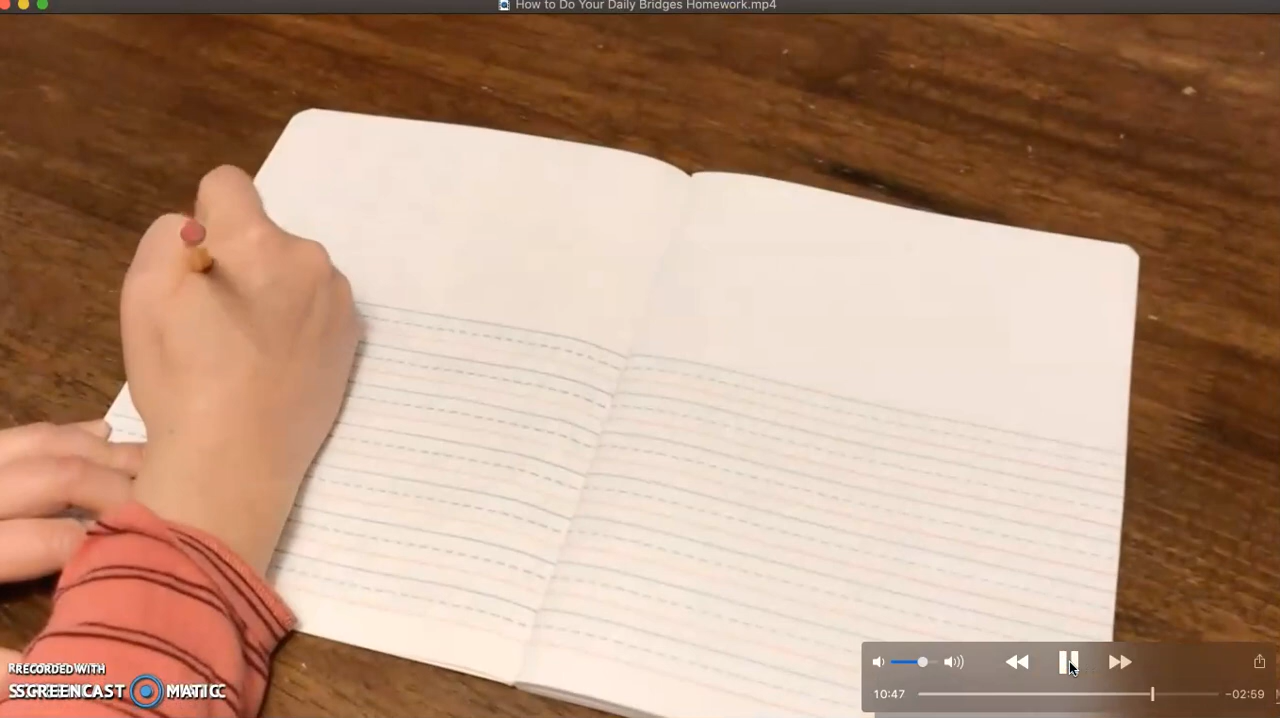 How to Do Your Daily Bridges Homework.mp4
RECORDED WITH
SCREENCAST MATIC
10:47
-02:59